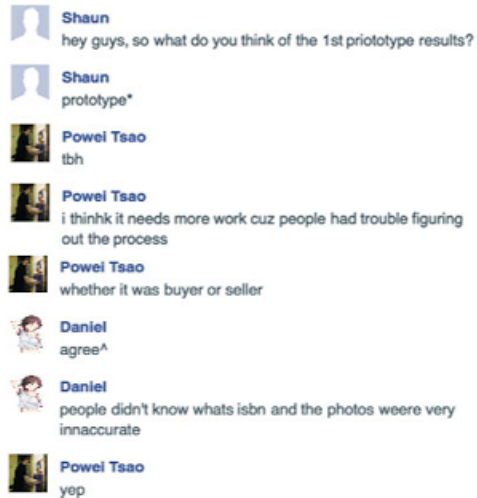 Shaun
hey guys, so what do you think of the 1st priototype results?
Shaun
prototype*
Powei Tsao
tbh
Powei Tsao
i thinhk it needs more work cuz people had trouble figuring
out the process
Powei Tsao
whether it was buyer or seller
Daniel
agree^
Daniel
people didn't know whats isbn and the photos weere very
innaccurate
Powei Tsao
yep